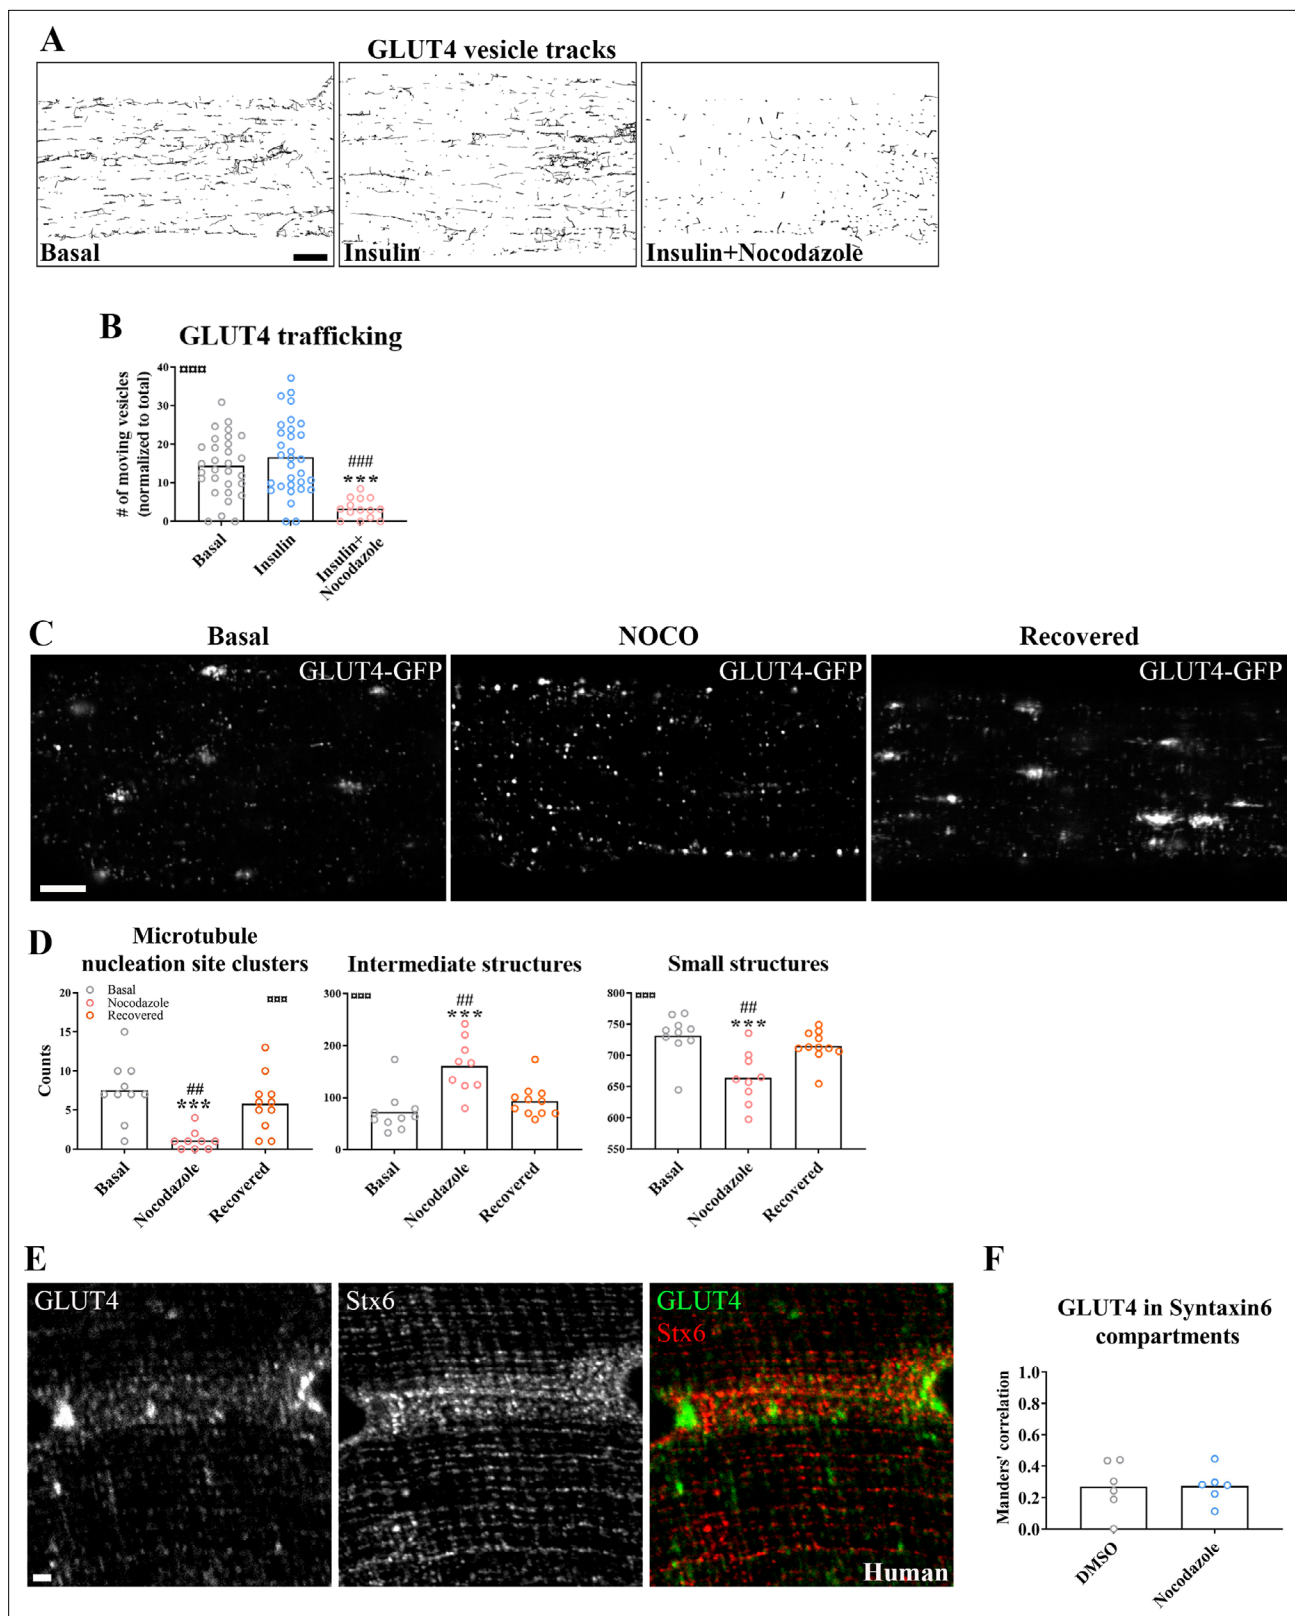 A
GLUT4 vesicle tracks
Basal
Insulin
Insulin+Nocodazole
B
GLUT4 trafficking
# of moving vesicles
(normalized to total)
40
30
20
10
0
¤¤¤
###
***
Basal
Insulin
Insulin+
Nocodazole
C
Basal
NOCO
Recovered
GLUT4-GFP
GLUT4-GFP
GLUT4-GFP
D
Microtubule
nucleation site clusters
Counts
20
15
10
5
0
Basal
Nocodazole
Recovered
¤¤¤
##
***
Basal
Nocodazole
Recovered
Intermediate structures
300
200
100
0
¤¤¤
##
***
Basal
Nocodazole
Recovered
Small structures
800
750
700
650
600
550
¤¤¤
##
***
Basal
Nocodazole
Recovered
E
GLUT4
Stx6
GLUT4
Stx6
Human
F
GLUT4 in Syntaxin6
compartments
Manders' correlation
1.0
0.8
0.6
0.4
0.2
0.0
DMSO
Nocodazole